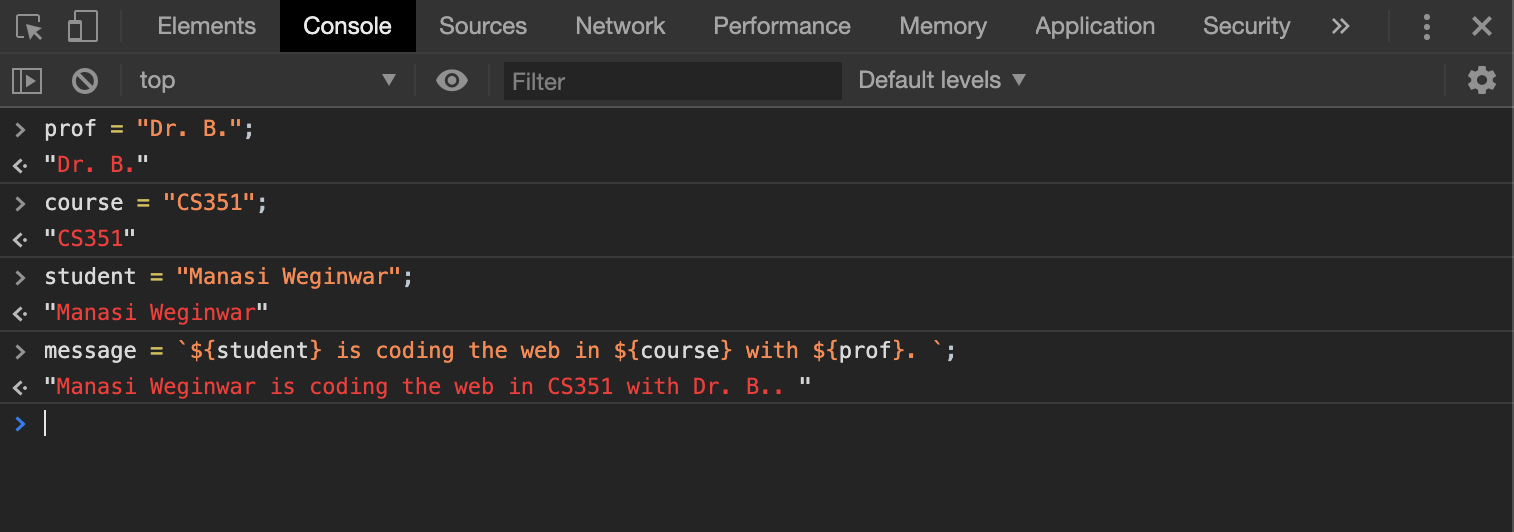 Elements Console Sources Network Performance Memory Application Security »
top Filter Default levels
> prof = "Dr. B.";
"Dr. B."
> course = "CS351";
"CS351"
> student = "Manasi Weginwar";
"Manasi Weginwar"
> message = `${student} is coding the web in ${course} with ${prof}. `;
"Manasi Weginwar is coding the web in CS351 with Dr. B.. "
>